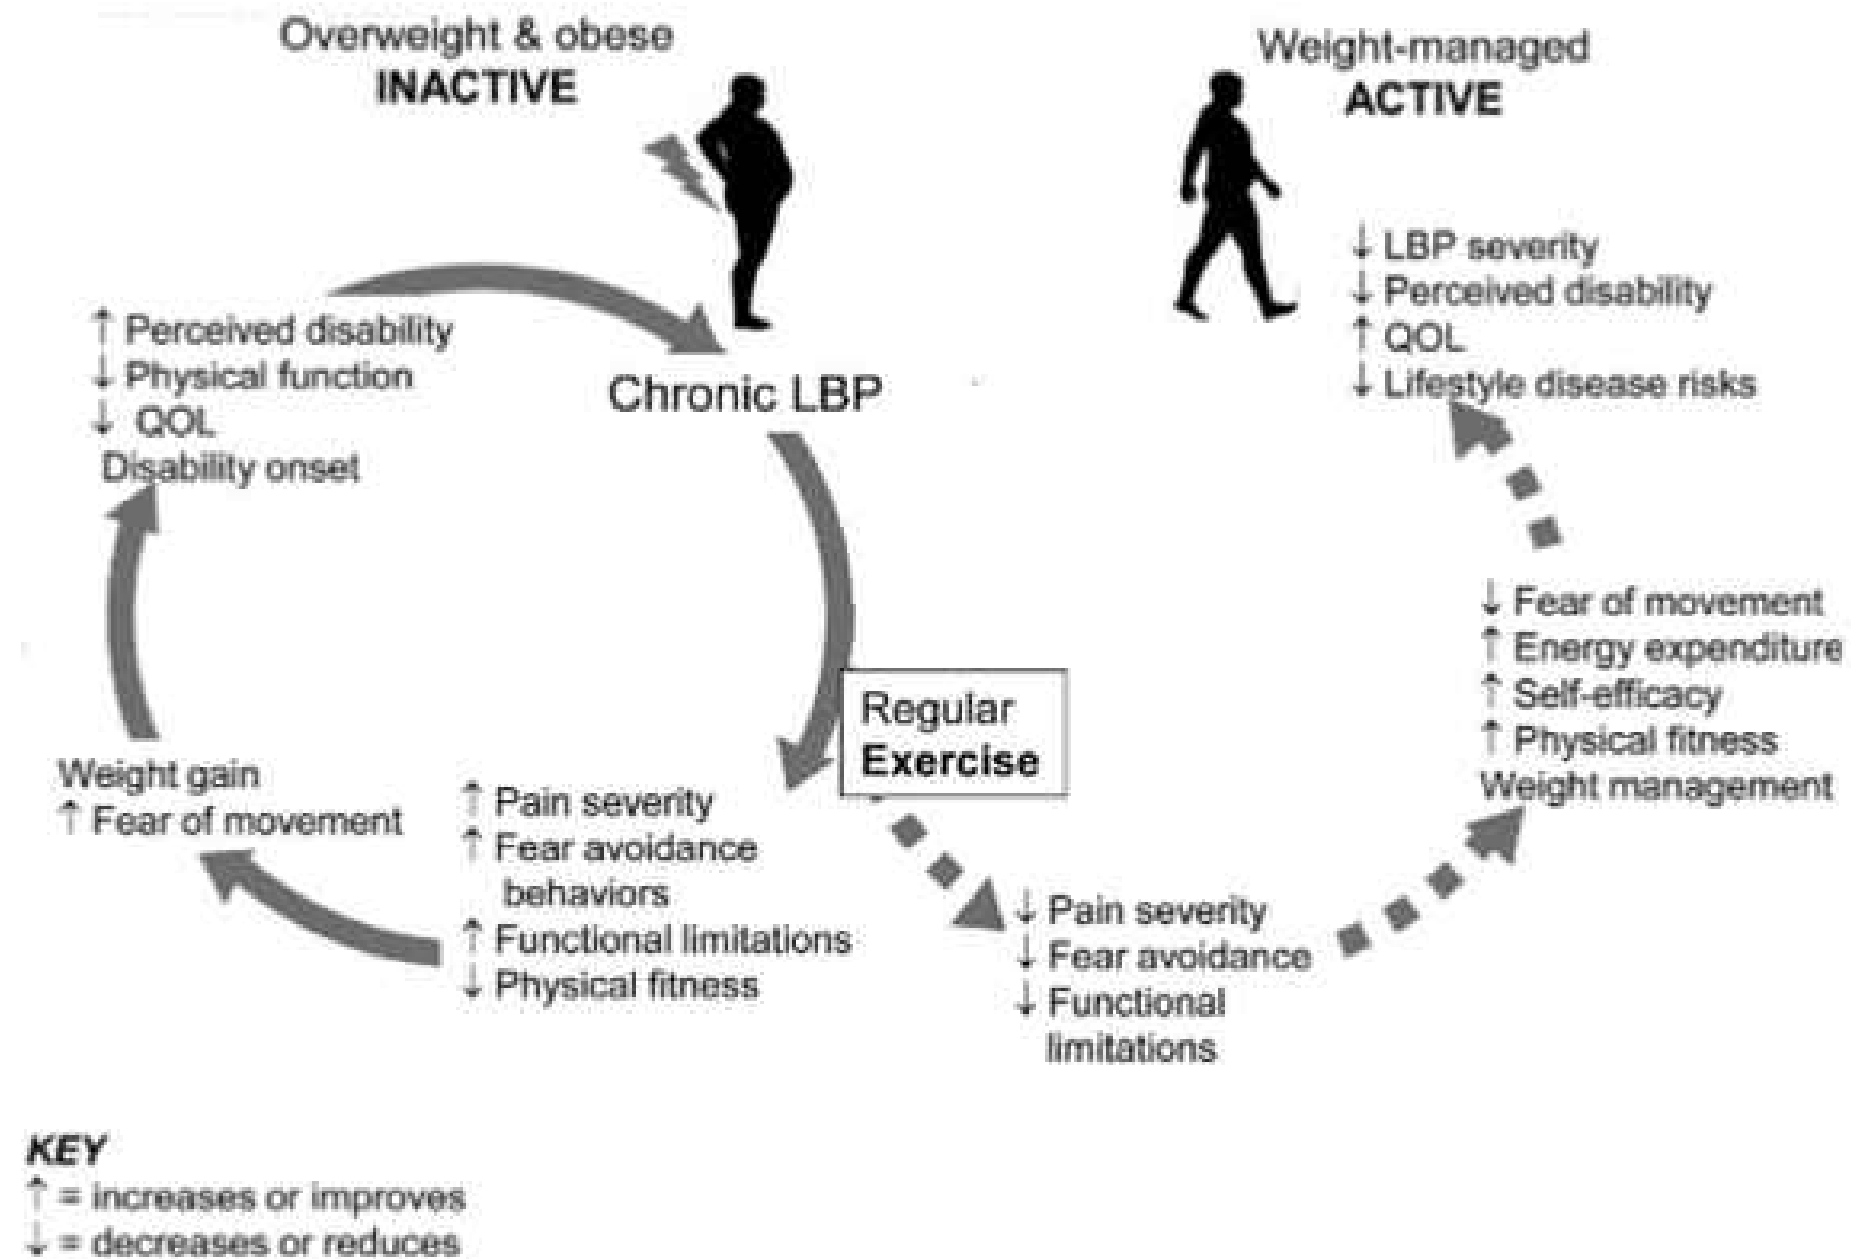 Overweight & obese
INACTIVE
Weight-managed
ACTIVE
↓ LBP severity
↓ Perceived disability
↑ QOL
↓ Lifestyle disease risks
↑ Perceived disability
↓ Physical function
↓ QOL
Disability onset
Chronic LBP
↓ Fear of movement
↑ Energy expenditure
↑ Self-efficacy
↑ Physical fitness
Weight management
Regular
Exercise
Weight gain
↑ Fear of movement
↑ Pain severity
↑ Fear avoidance
behaviors
↑ Functional limitations
↓ Physical fitness
↓ Pain severity
↓ Fear avoidance
↓ Functional
limitations
KEY
↑ = increases or improves
↓ = decreases or reduces